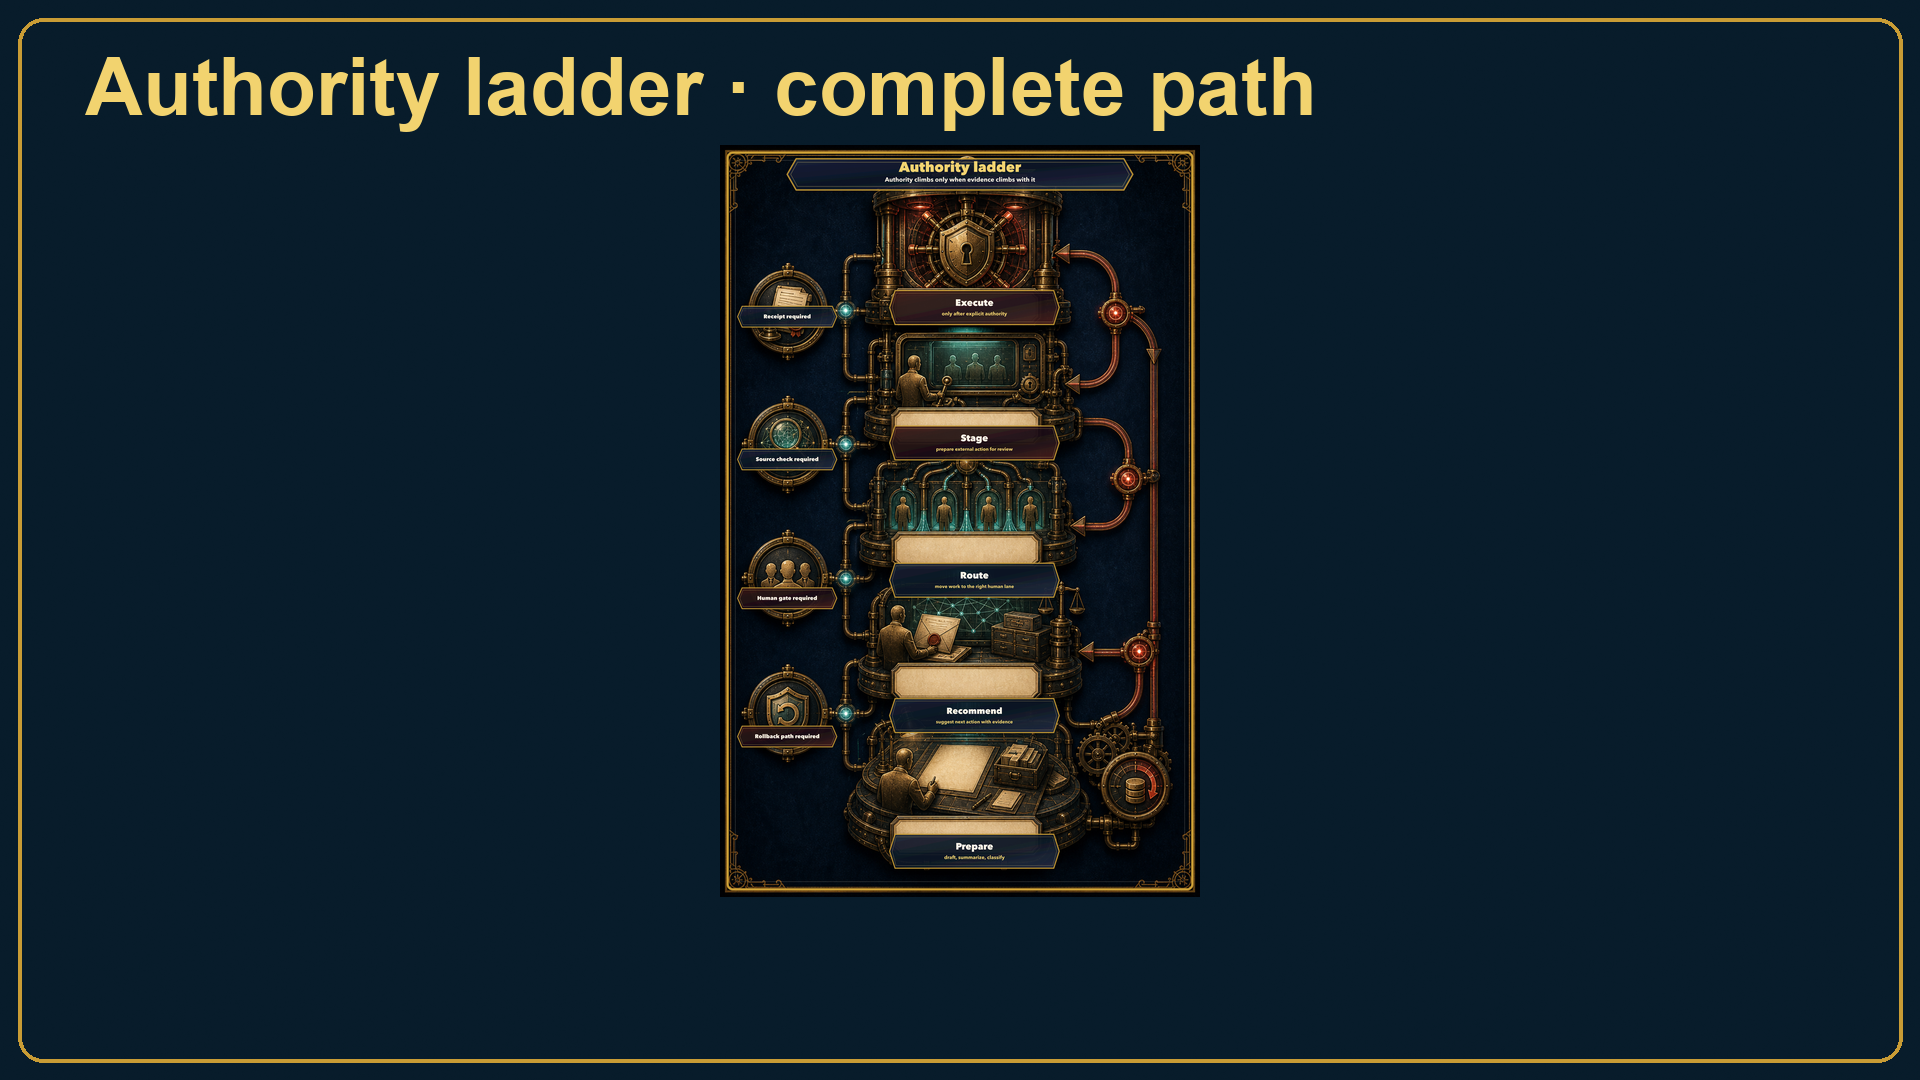 Authority ladder · complete path
Authority ladder
Authority climbs only when evidence climbs with it
Execute
only after explicit authority
Receipt required
Stage
prepare external action for review
Source check required
Route
move work to the right human lane
Human gate required
Recommend
suggest next action with evidence
Rollback path required
Prepare
draft, summarize, classify